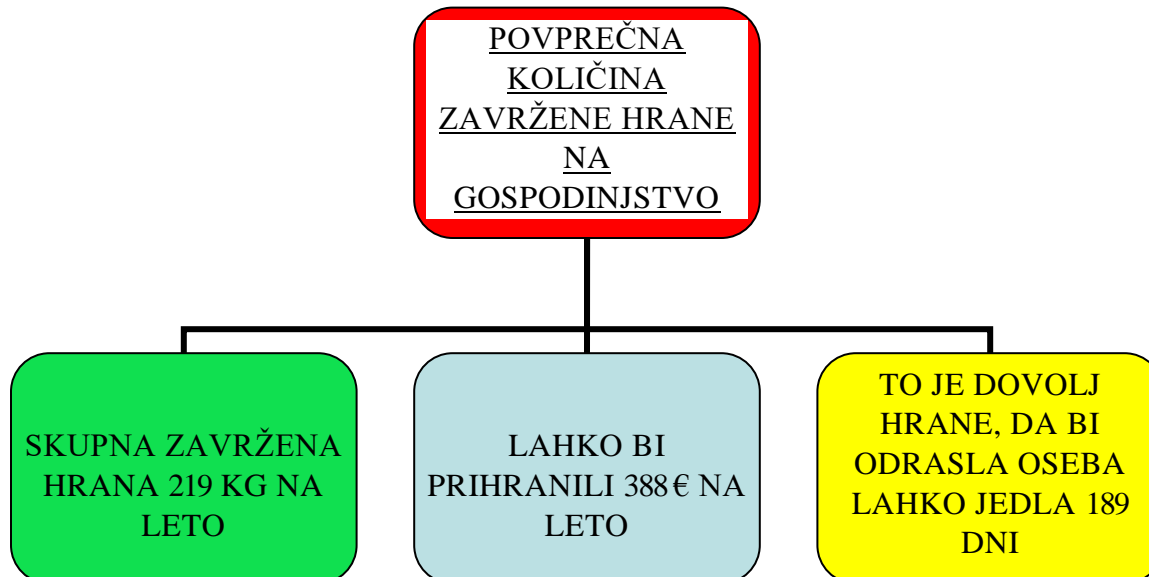 POVPREČNA
KOLIČINA
ZAVRŽENE HRANE
NA
GOSPODINJSTVO
SKUPNA ZAVRŽENA
HRANA 219 KG NA
LETO
LAHKO BI
PRIHRANILI 388 € NA
LETO
TO JE DOVOLJ
HRANE, DA BI
ODRASLA OSEBA
LAHKO JEDLA 189
DNI